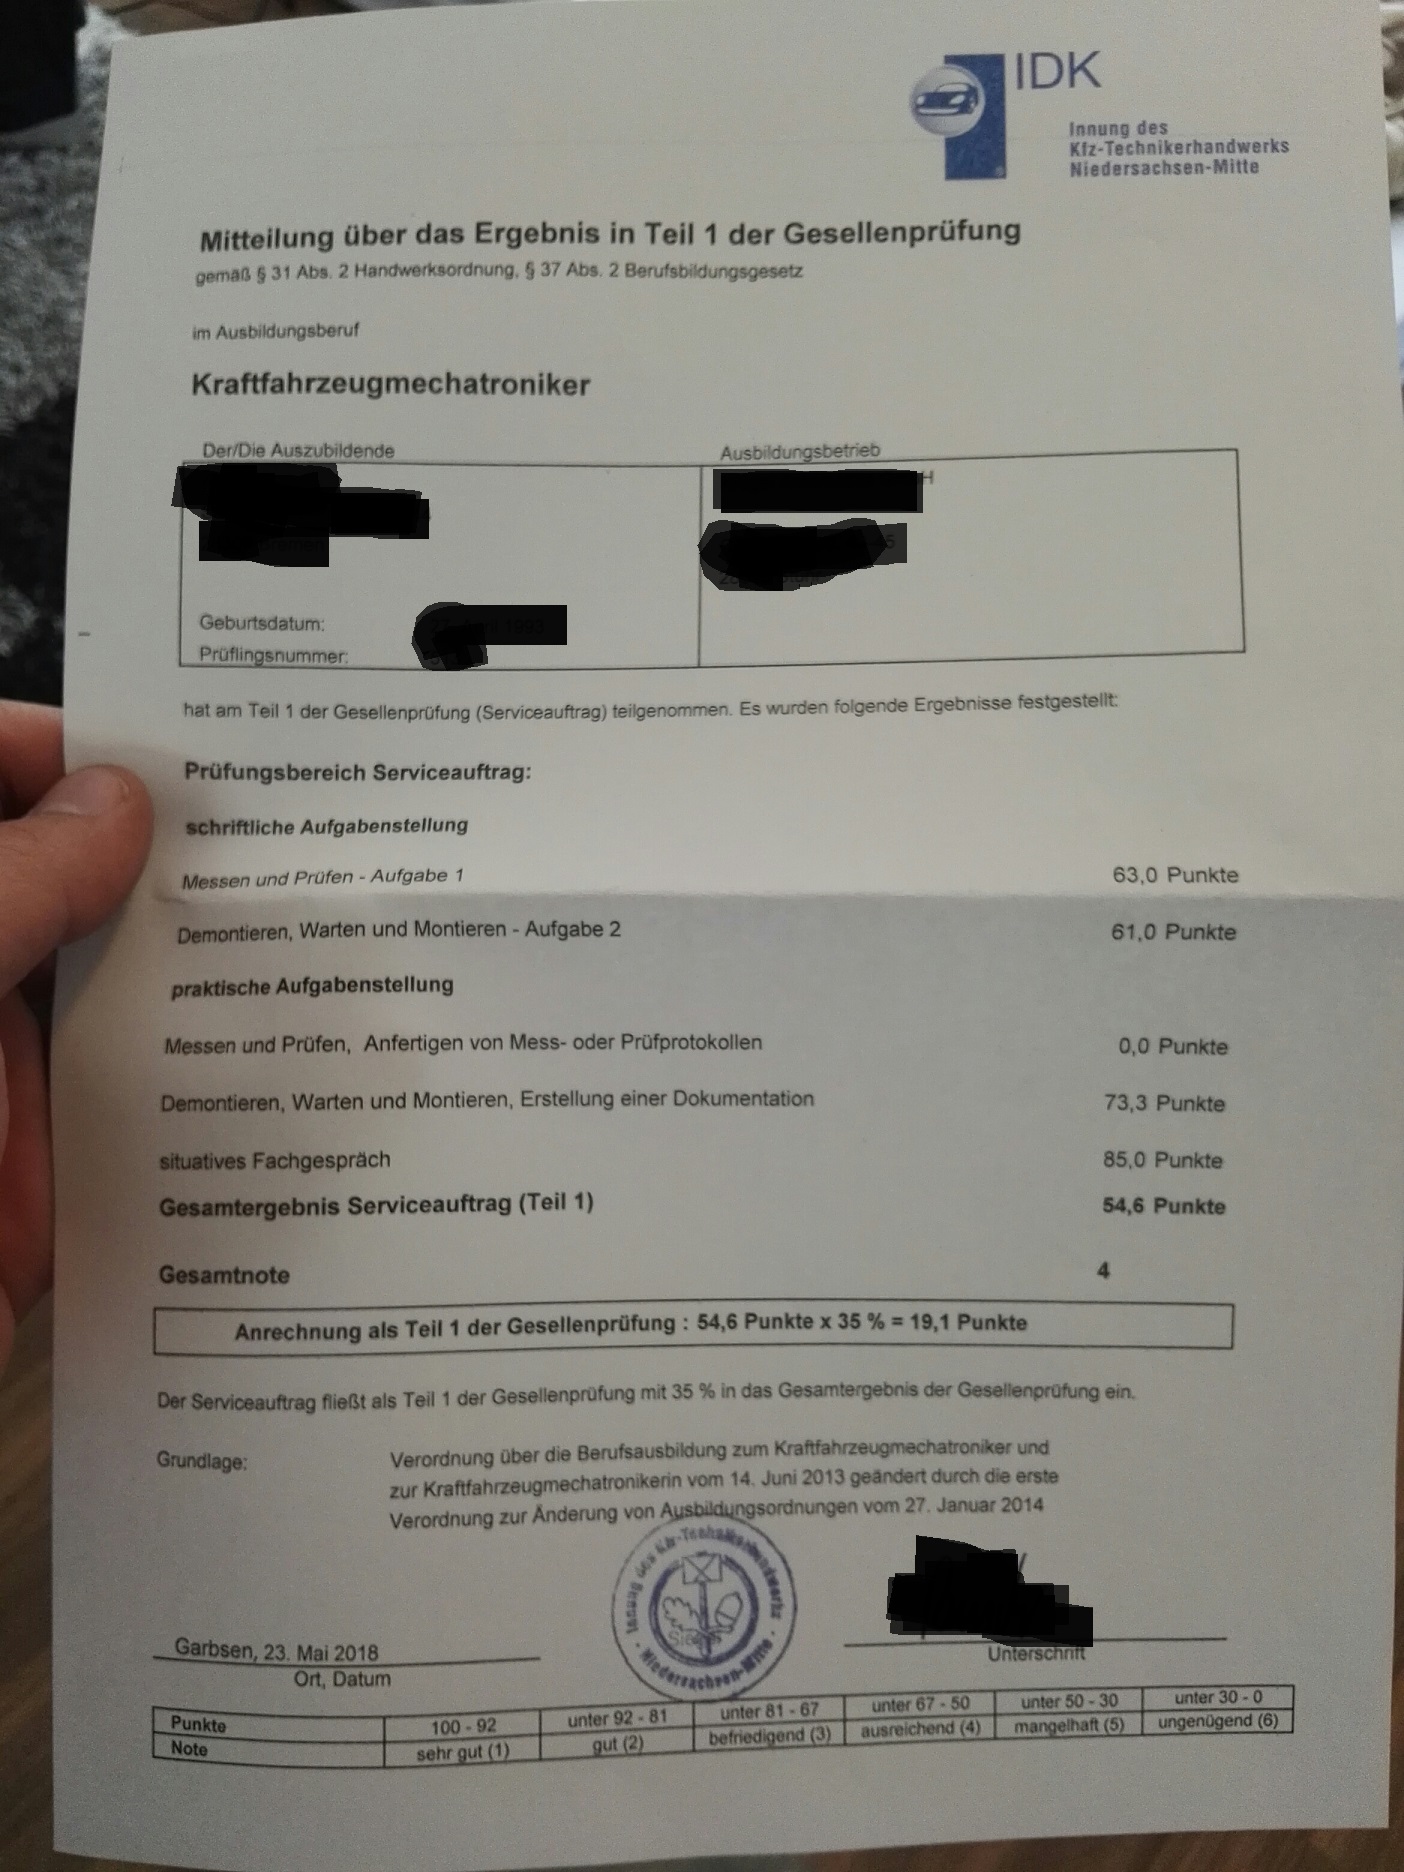 IDK
Innung des
Kfz-Technikerhandwerks
Niedersachsen-Mitte
Mitteilung über das Ergebnis in Teil 1 der Gesellenprüfung
gemäß § 31 Abs. 2 Handwerksordnung, § 37 Abs. 2 Berufsbildungsgesetz
im Ausbildungsberuf
Kraftfahrzeugmechatroniker
Der/Die Auszubildende
Ausbildungsbetrieb
H
Geburtsdatum:
Prüflingsnummer:
hat am Teil 1 der Gesellenprüfung (Serviceauftrag) teilgenommen. Es wurden folgende Ergebnisse festgestellt:
Prüfungsbereich Serviceauftrag:
schriftliche Aufgabenstellung
Messen und Prüfen - Aufgabe 1 63,0 Punkte
Demontieren, Warten und Montieren - Aufgabe 2 61,0 Punkte
praktische Aufgabenstellung
Messen und Prüfen, Anfertigen von Mess- oder Prüfprotokollen 0,0 Punkte
Demontieren, Warten und Montieren, Erstellung einer Dokumentation 73,3 Punkte
situatives Fachgespräch 85,0 Punkte
Gesamtergebnis Serviceauftrag (Teil 1) 54,6 Punkte
Gesamtnote 4
Anrechnung als Teil 1 der Gesellenprüfung : 54,6 Punkte x 35 % = 19,1 Punkte
Der Serviceauftrag fließt als Teil 1 der Gesellenprüfung mit 35 % in das Gesamtergebnis der Gesellenprüfung ein.
Grundlage: Verordnung über die Berufsausbildung zum Kraftfahrzeugmechatroniker und
zur Kraftfahrzeugmechatronikerin vom 14. Juni 2013 geändert durch die erste
Verordnung zur Änderung von Ausbildungsordnungen vom 27. Januar 2014
Innung des Kfz-Technikerhandwerks
Niedersachsen-Mitte
Garbsen, 23. Mai 2018
Ort, Datum
Unterschrift
Punkte 100 - 92 unter 92 - 81 unter 81 - 67 unter 67 - 50 unter 50 - 30 unter 30 - 0
Note sehr gut (1) gut (2) befriedigend (3) ausreichend (4) mangelhaft (5) ungenügend (6)